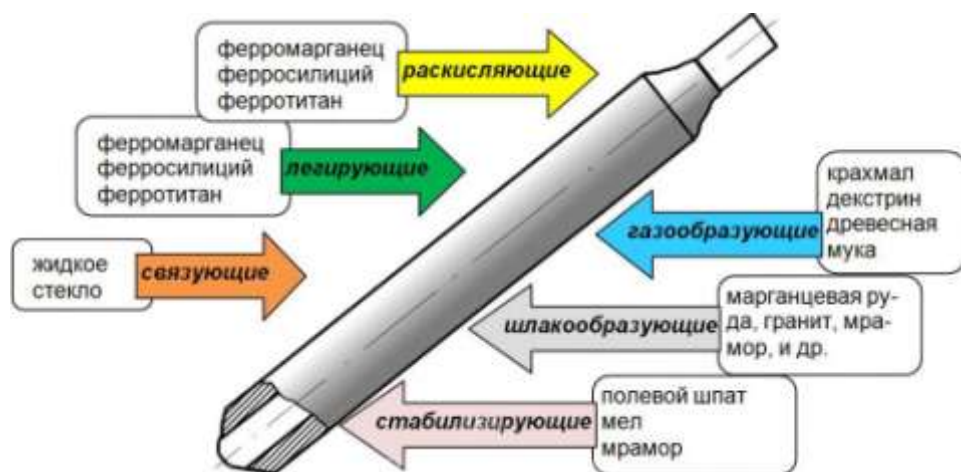 ферромарганец
ферросилиций
ферротитан
раскисляющие
ферромарганец
ферросилиций
ферротитан
легирующие
крахмал
декстрин
древесная
мука
газообразующие
жидкое
стекло
связующие
марганцевая ру-
да, гранит, мра-
мор, и др.
шлакообразующие
полевой шпат
мел
мрамор
стабилизирующие